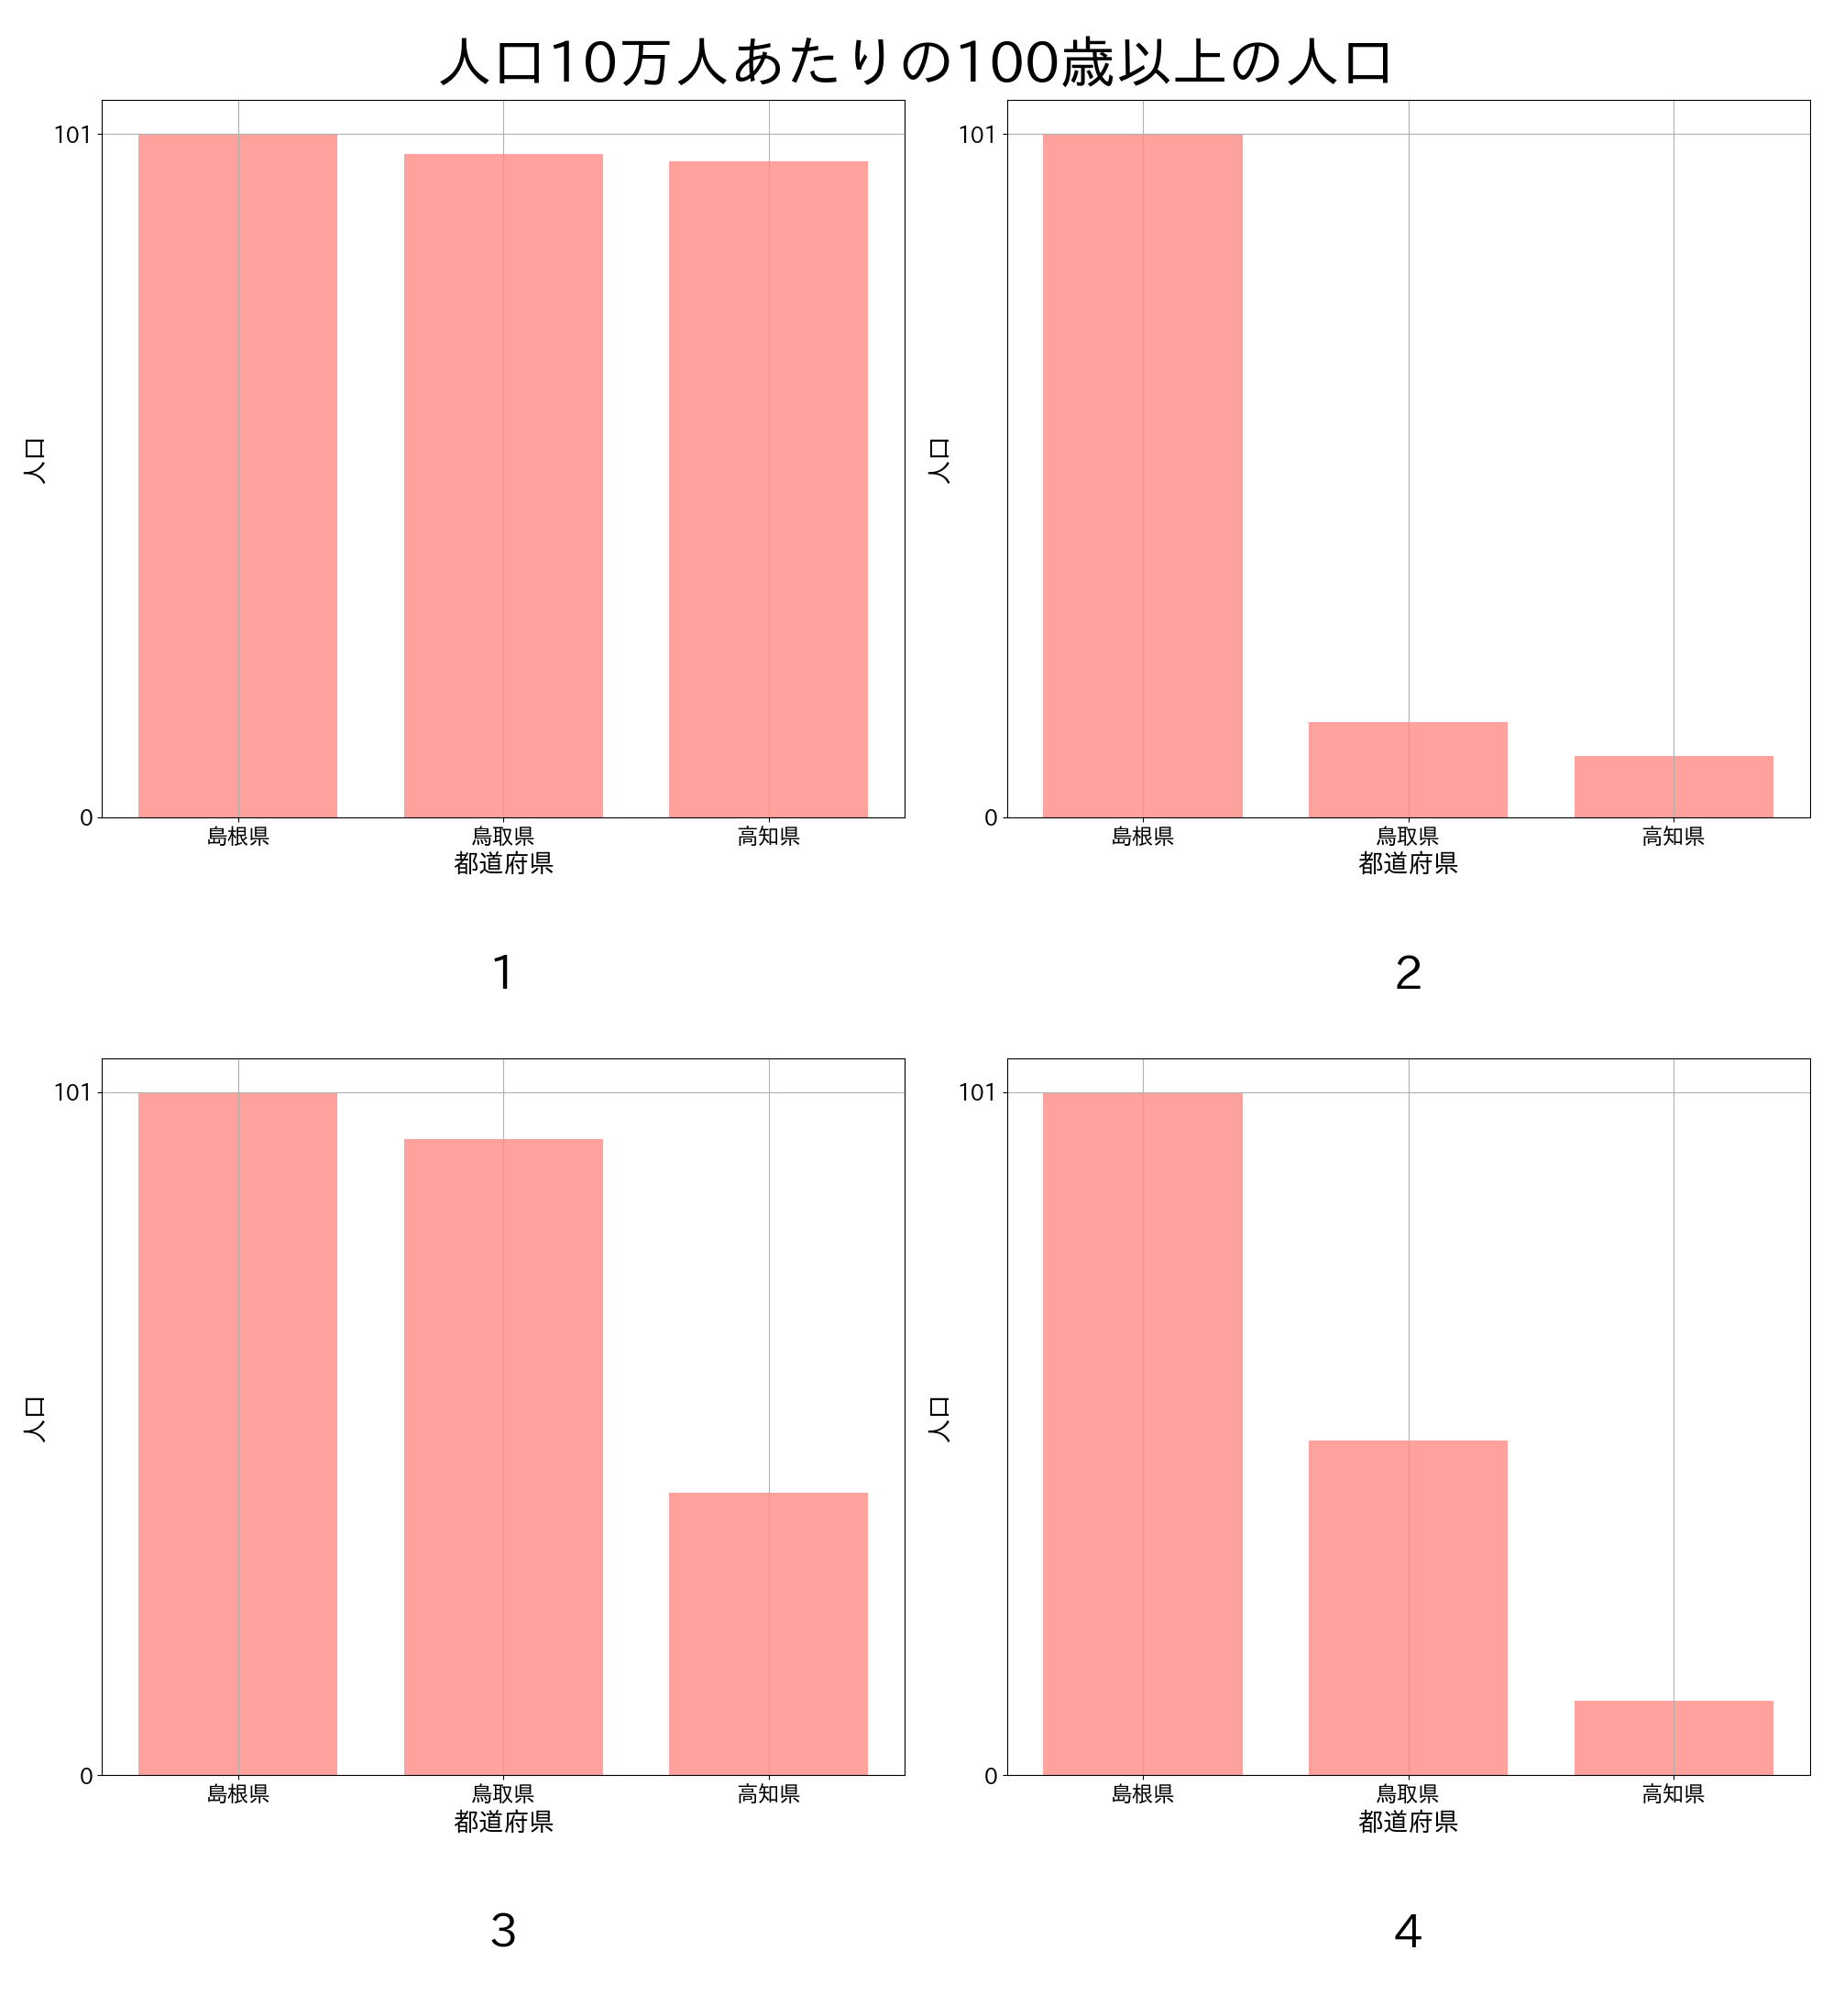 人口10万人あたりの100歳以上の人口
101
0
人口
島根県 鳥取県 高知県
都道府県
1
101
0
人口
島根県 鳥取県 高知県
都道府県
2
101
0
人口
島根県 鳥取県 高知県
都道府県
3
101
0
人口
島根県 鳥取県 高知県
都道府県
4